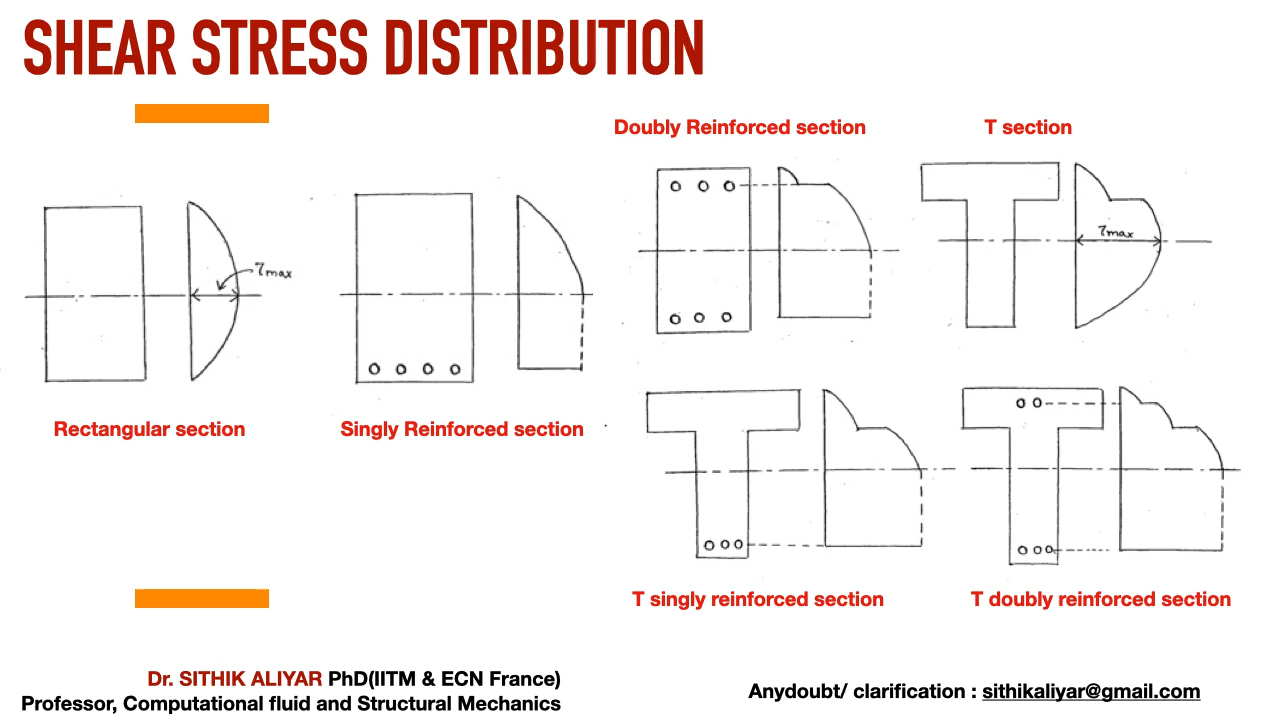 SHEAR STRESS DISTRIBUTION
Doubly Reinforced section
T section
τmax
τmax
Rectangular section
Singly Reinforced section
T singly reinforced section
T doubly reinforced section
Dr. SITHIK ALIYAR PhD(IITM & ECN France)
Professor, Computational fluid and Structural Mechanics
Anydoubt/ clarification : sithikaliyar@gmail.com